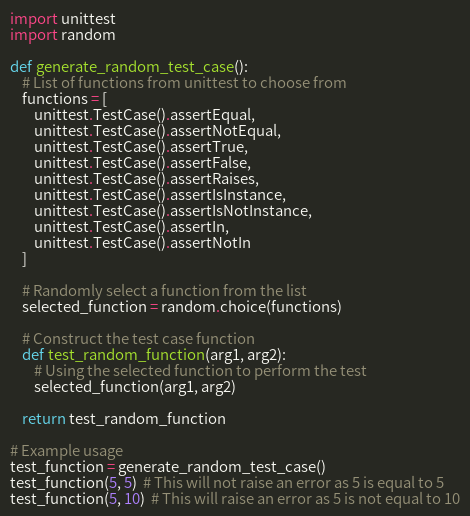 import unittest
import random

def generate_random_test_case():
    # List of functions from unittest to choose from
    functions = [
        unittest.TestCase().assertEqual,
        unittest.TestCase().assertNotEqual,
        unittest.TestCase().assertTrue,
        unittest.TestCase().assertFalse,
        unittest.TestCase().assertRaises,
        unittest.TestCase().assertIsInstance,
        unittest.TestCase().assertIsNotInstance,
        unittest.TestCase().assertIn,
        unittest.TestCase().assertNotIn
    ]

    # Randomly select a function from the list
    selected_function = random.choice(functions)

    # Construct the test case function
    def test_random_function(arg1, arg2):
        # Using the selected function to perform the test
        selected_function(arg1, arg2)

    return test_random_function

# Example usage
test_function = generate_random_test_case()
test_function(5, 5)  # This will not raise an error as 5 is equal to 5
test_function(5, 10)  # This will raise an error as 5 is not equal to 10